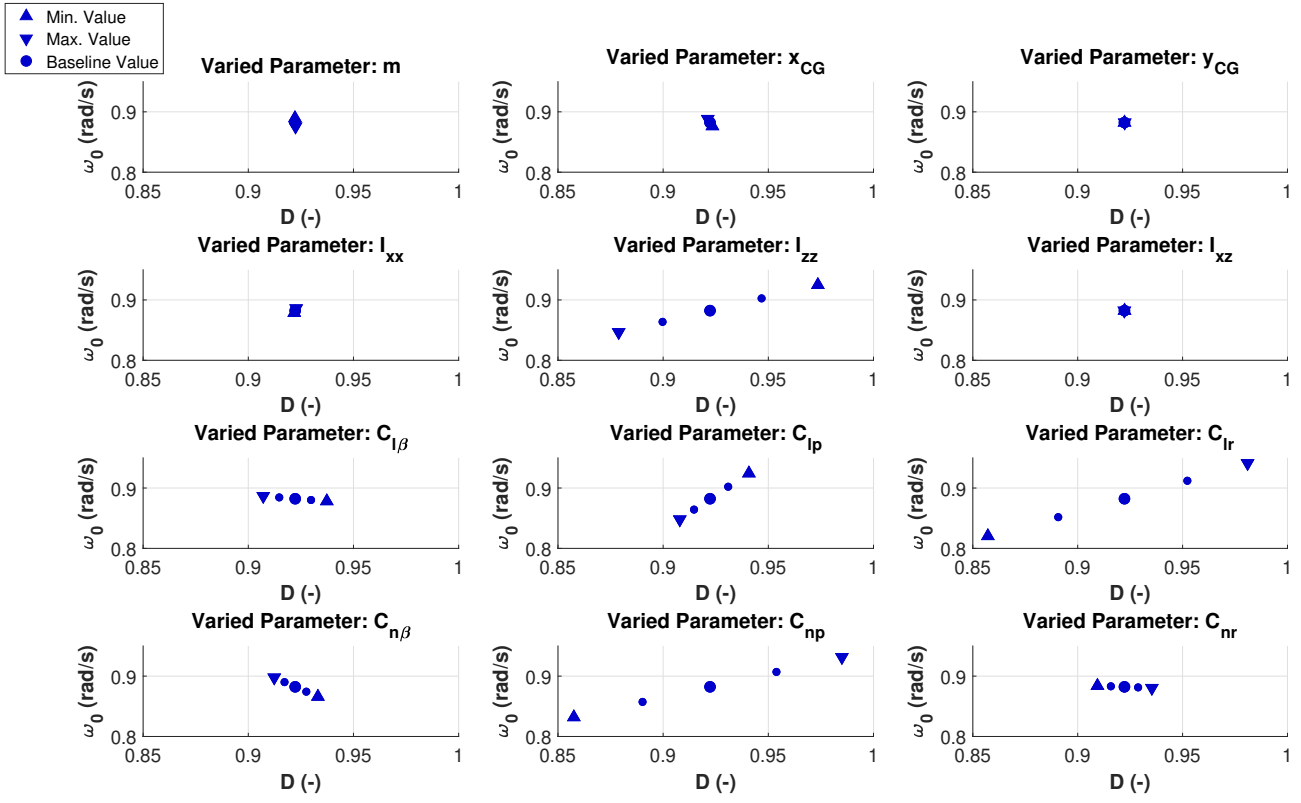 Min. Value
Max. Value
Baseline Value
Varied Parameter: m
ω0 (rad/s)
0.9
0.8
0.85 0.9 0.95 1
D (-)
Varied Parameter: xCG
ω0 (rad/s)
0.9
0.8
0.85 0.9 0.95 1
D (-)
Varied Parameter: yCG
ω0 (rad/s)
0.9
0.8
0.85 0.9 0.95 1
D (-)
Varied Parameter: Ixx
ω0 (rad/s)
0.9
0.8
0.85 0.9 0.95 1
D (-)
Varied Parameter: Izz
ω0 (rad/s)
0.9
0.8
0.85 0.9 0.95 1
D (-)
Varied Parameter: Ixz
ω0 (rad/s)
0.9
0.8
0.85 0.9 0.95 1
D (-)
Varied Parameter: Clβ
ω0 (rad/s)
0.9
0.8
0.85 0.9 0.95 1
D (-)
Varied Parameter: Clp
ω0 (rad/s)
0.9
0.8
0.85 0.9 0.95 1
D (-)
Varied Parameter: Clr
ω0 (rad/s)
0.9
0.8
0.85 0.9 0.95 1
D (-)
Varied Parameter: Cnβ
ω0 (rad/s)
0.9
0.8
0.85 0.9 0.95 1
D (-)
Varied Parameter: Cnp
ω0 (rad/s)
0.9
0.8
0.85 0.9 0.95 1
D (-)
Varied Parameter: Cnr
ω0 (rad/s)
0.9
0.8
0.85 0.9 0.95 1
D (-)